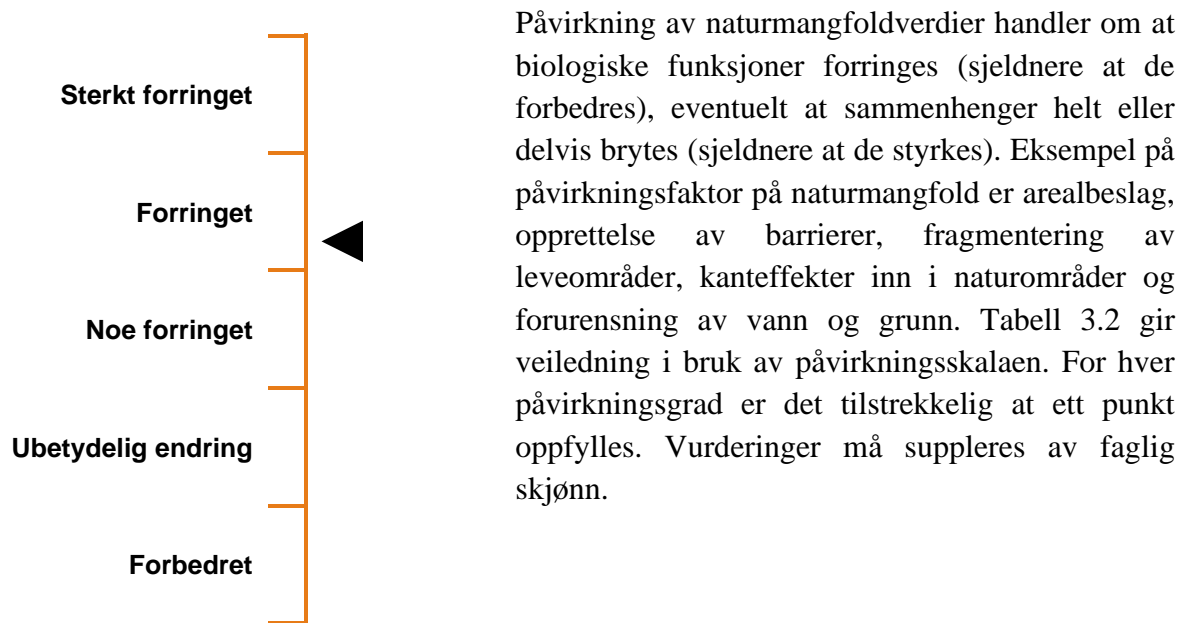 Sterkt forringet
Forringet
Noe forringet
Ubetydelig endring
Forbedret
Påvirkning av naturmangfoldverdier handler om at
biologiske funksjoner forringes (sjeldnere at de
forbedres), eventuelt at sammenhenger helt eller
delvis brytes (sjeldnere at de styrkes). Eksempel på
påvirkningsfaktor på naturmangfold er arealbeslag,
opprettelse av barrierer, fragmentering av
leveområder, kanteffekter inn i naturområder og
forurensning av vann og grunn. Tabell 3.2 gir
veiledning i bruk av påvirkningsskalaen. For hver
påvirkningsgrad er det tilstrekkelig at ett punkt
oppfylles. Vurderinger må suppleres av faglig
skjønn.